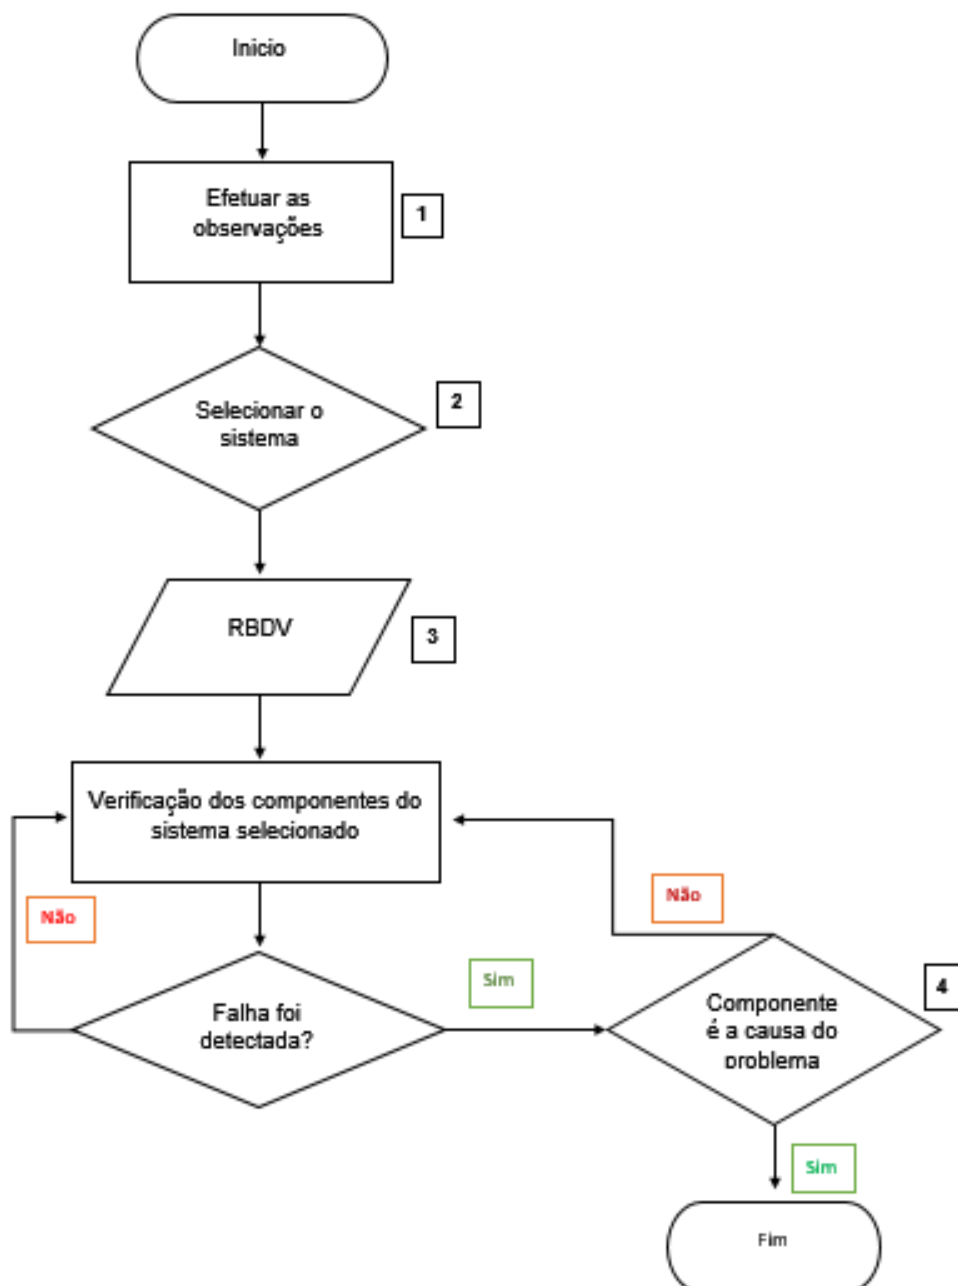 Inicio
Efetuar as
observações
1
Selecionar o
sistema
2
RBDV
3
Verificação dos componentes do
sistema selecionado
Não
Não
Falha foi
detectada?
Sim
Componente
é a causa do
problema
4
Sim
Fim